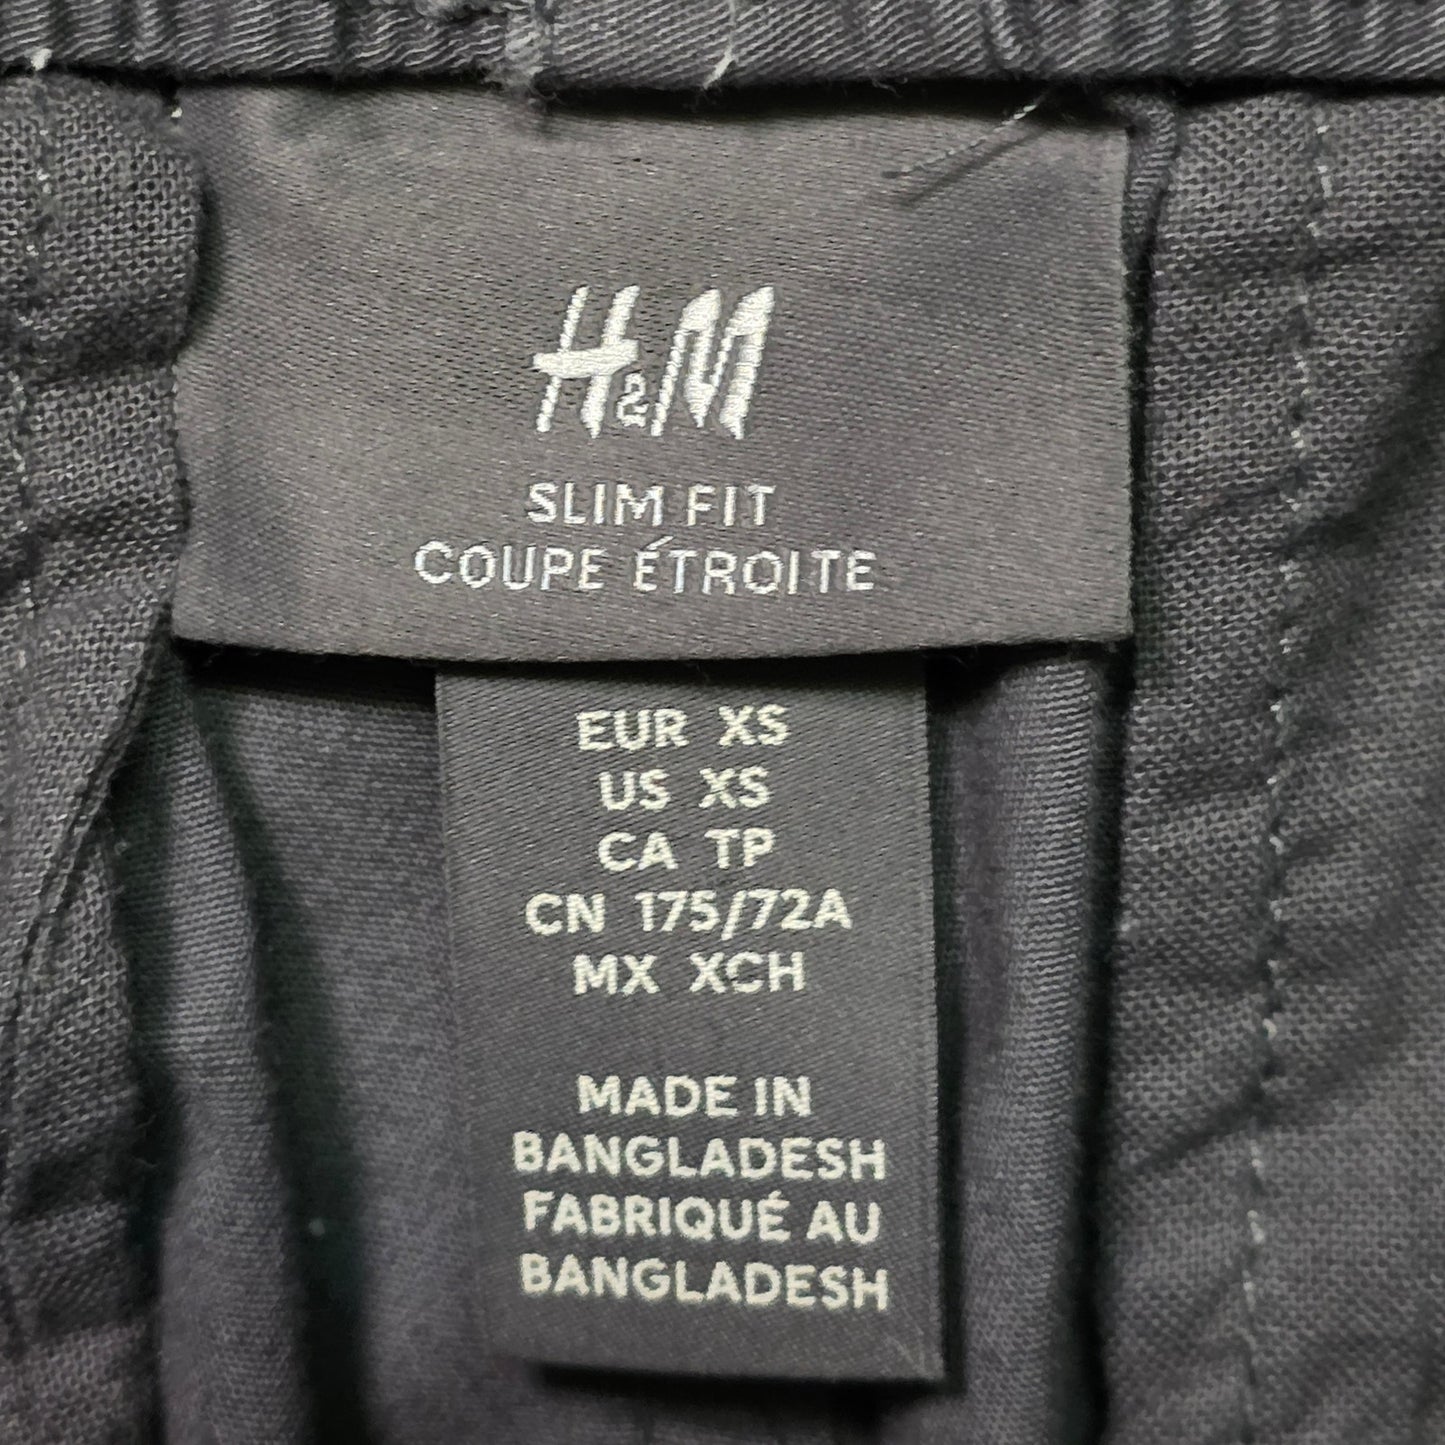 H&M
SLIM FIT
COUPE ÉTROITE
EUR XS
US XS
CA TP
CN 175/72A
MX XCH
MADE IN
BANGLADESH
FABRIQUÉ AU
BANGLADESH